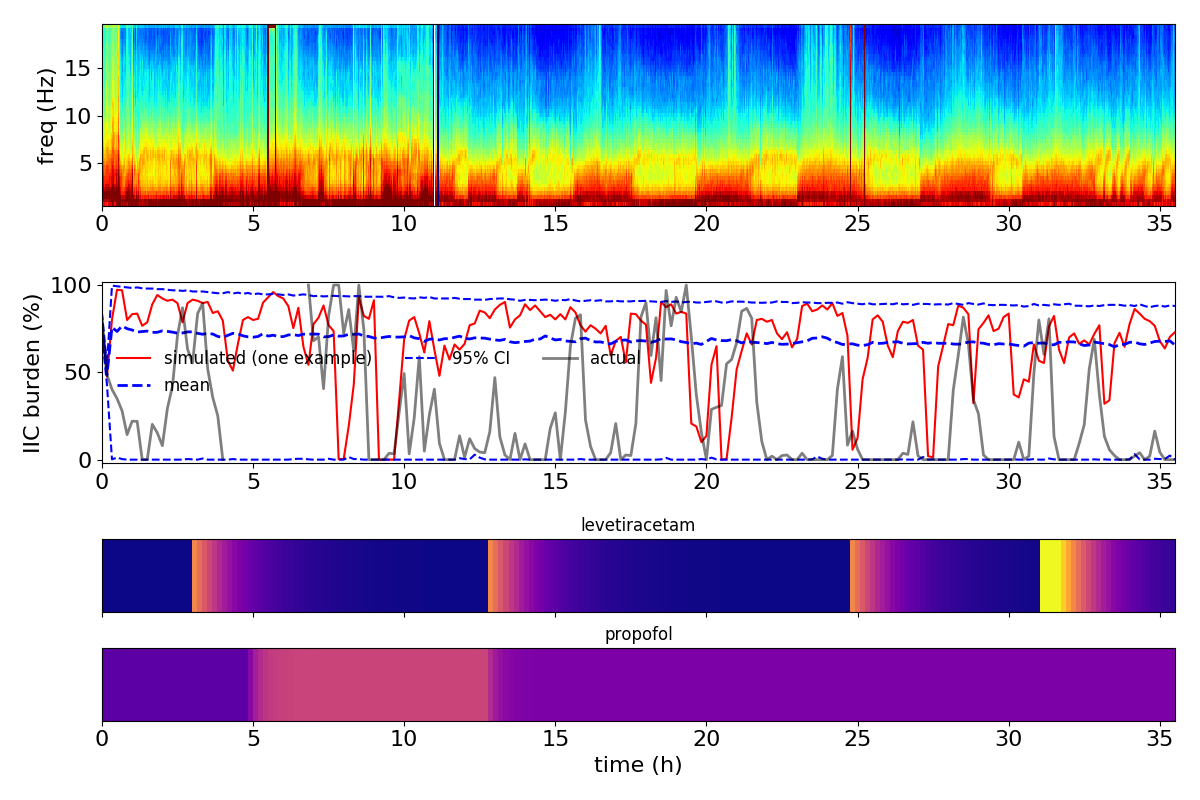 freq (Hz)
15
10
5
0 5 10 15 20 25 30 35
IIC burden (%)
100
50
0
simulated (one example) 95% CI actual
mean
0 5 10 15 20 25 30 35
levetiracetam
propofol
0 5 10 15 20 25 30 35
time (h)